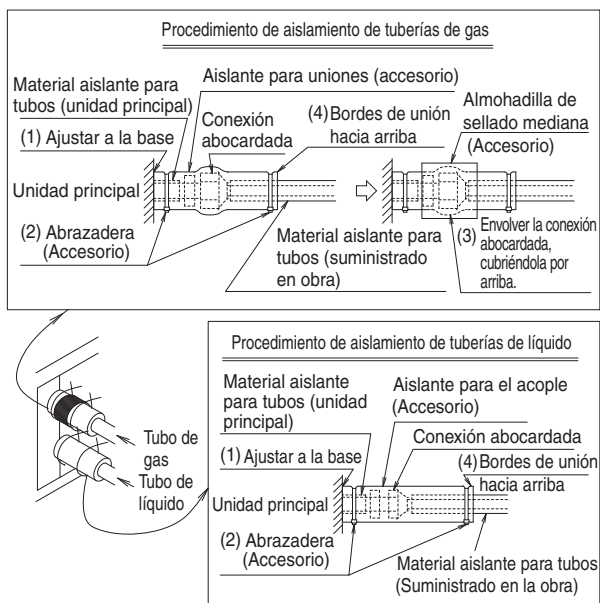 Procedimiento de aislamiento de tuberías de gas
Material aislante para
tubos (unidad principal)
Aislante para uniones (accesorio)
(1) Ajustar a la base
Conexión
abocardada
(4) Bordes de unión
hacia arriba
Almohadilla de
sellado mediana
(Accesorio)
Unidad principal
(2) Abrazadera
(Accesorio)
Material aislante para
tubos (suministrado
en obra)
(3) Envolver la conexión
abocardada,
cubriéndola por
arriba.
Procedimiento de aislamiento de tuberías de líquido
Material aislante
para tubos (unidad
principal)
Aislante para el acople
(Accesorio)
Conexión abocardada
(1) Ajustar a la base
(4) Bordes de unión
hacia arriba
Unidad principal
(2) Abrazadera
(Accesorio)
Material aislante para tubos
(Suministrado en la obra)
Tubo de
gas
Tubo de
líquido